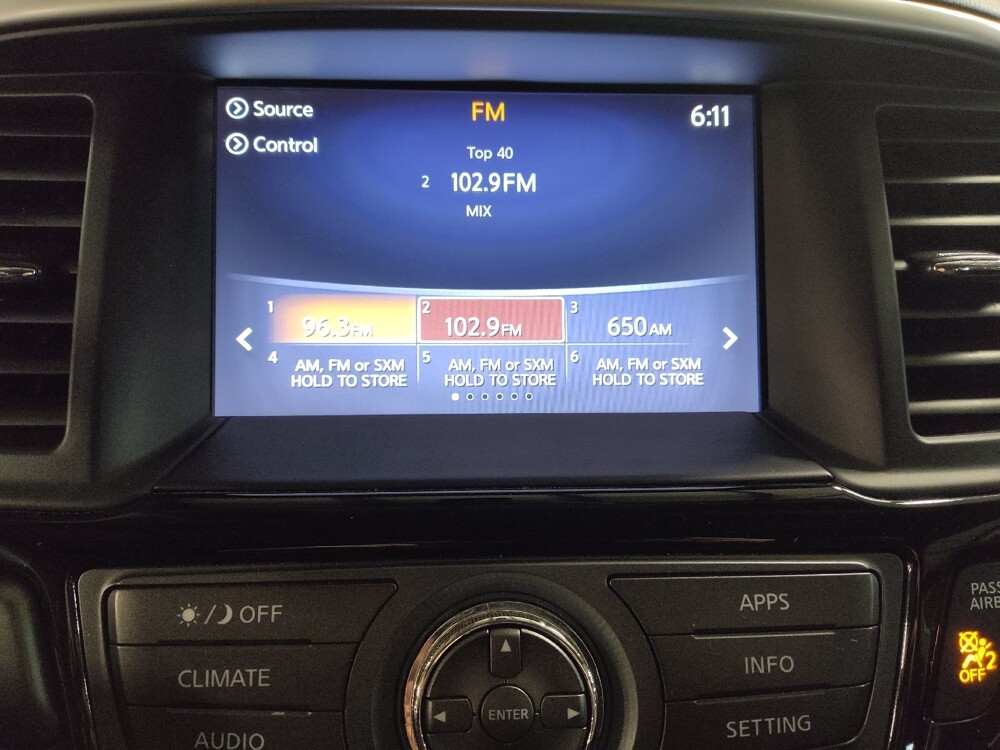 Source
FM
6:11
Control
Top 40
2 102.9FM
MIX
1 96.3FM
2 102.9FM
3 650AM
4 AM, FM or SXM
HOLD TO STORE
5 AM, FM or SXM
HOLD TO STORE
6 AM, FM or SXM
HOLD TO STORE
OFF
CLIMATE
AUDIO
ENTER
APPS
INFO
SETTING
PASS
AIRB
2
OFF